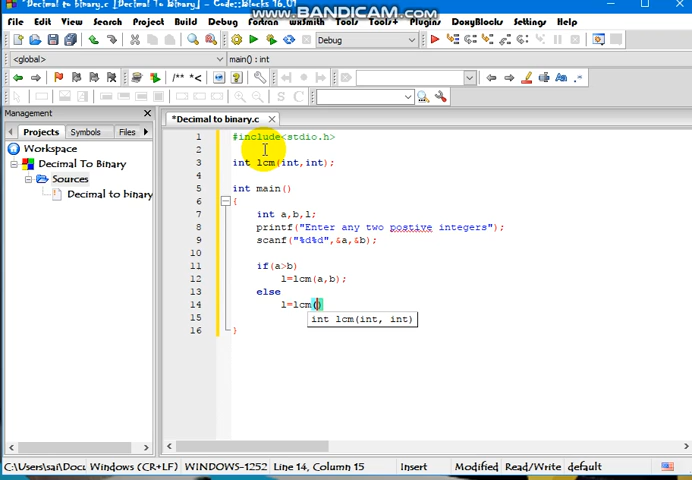 *Decimal to binary.c [Decimal To Binary] - Code::Blocks 16.01
www.BANDICAM.com
File Edit View Search Project Build Debug Fortran wxSmith Tools Tools+ Plugins DoxyBlocks Settings Help
Debug
<global> main() : int
/** *<
Management
Projects Symbols Files
Workspace
Decimal To Binary
Sources
Decimal to binary
*Decimal to binary.c
1 #include<stdio.h>
2
3 int lcm(int,int);
4
5 int main()
6 {
7 int a,b,l;
8 printf("Enter any two postive integers");
9 scanf("%d%d",&a,&b);
10
11 if(a>b)
12 l=lcm(a,b);
13 else
14 l=lcm()
int lcm(int, int)
15
16 }
C:\Users\sai\Docu Windows (CR+LF) WINDOWS-1252 Line 14, Column 15 Insert Modified Read/Write default